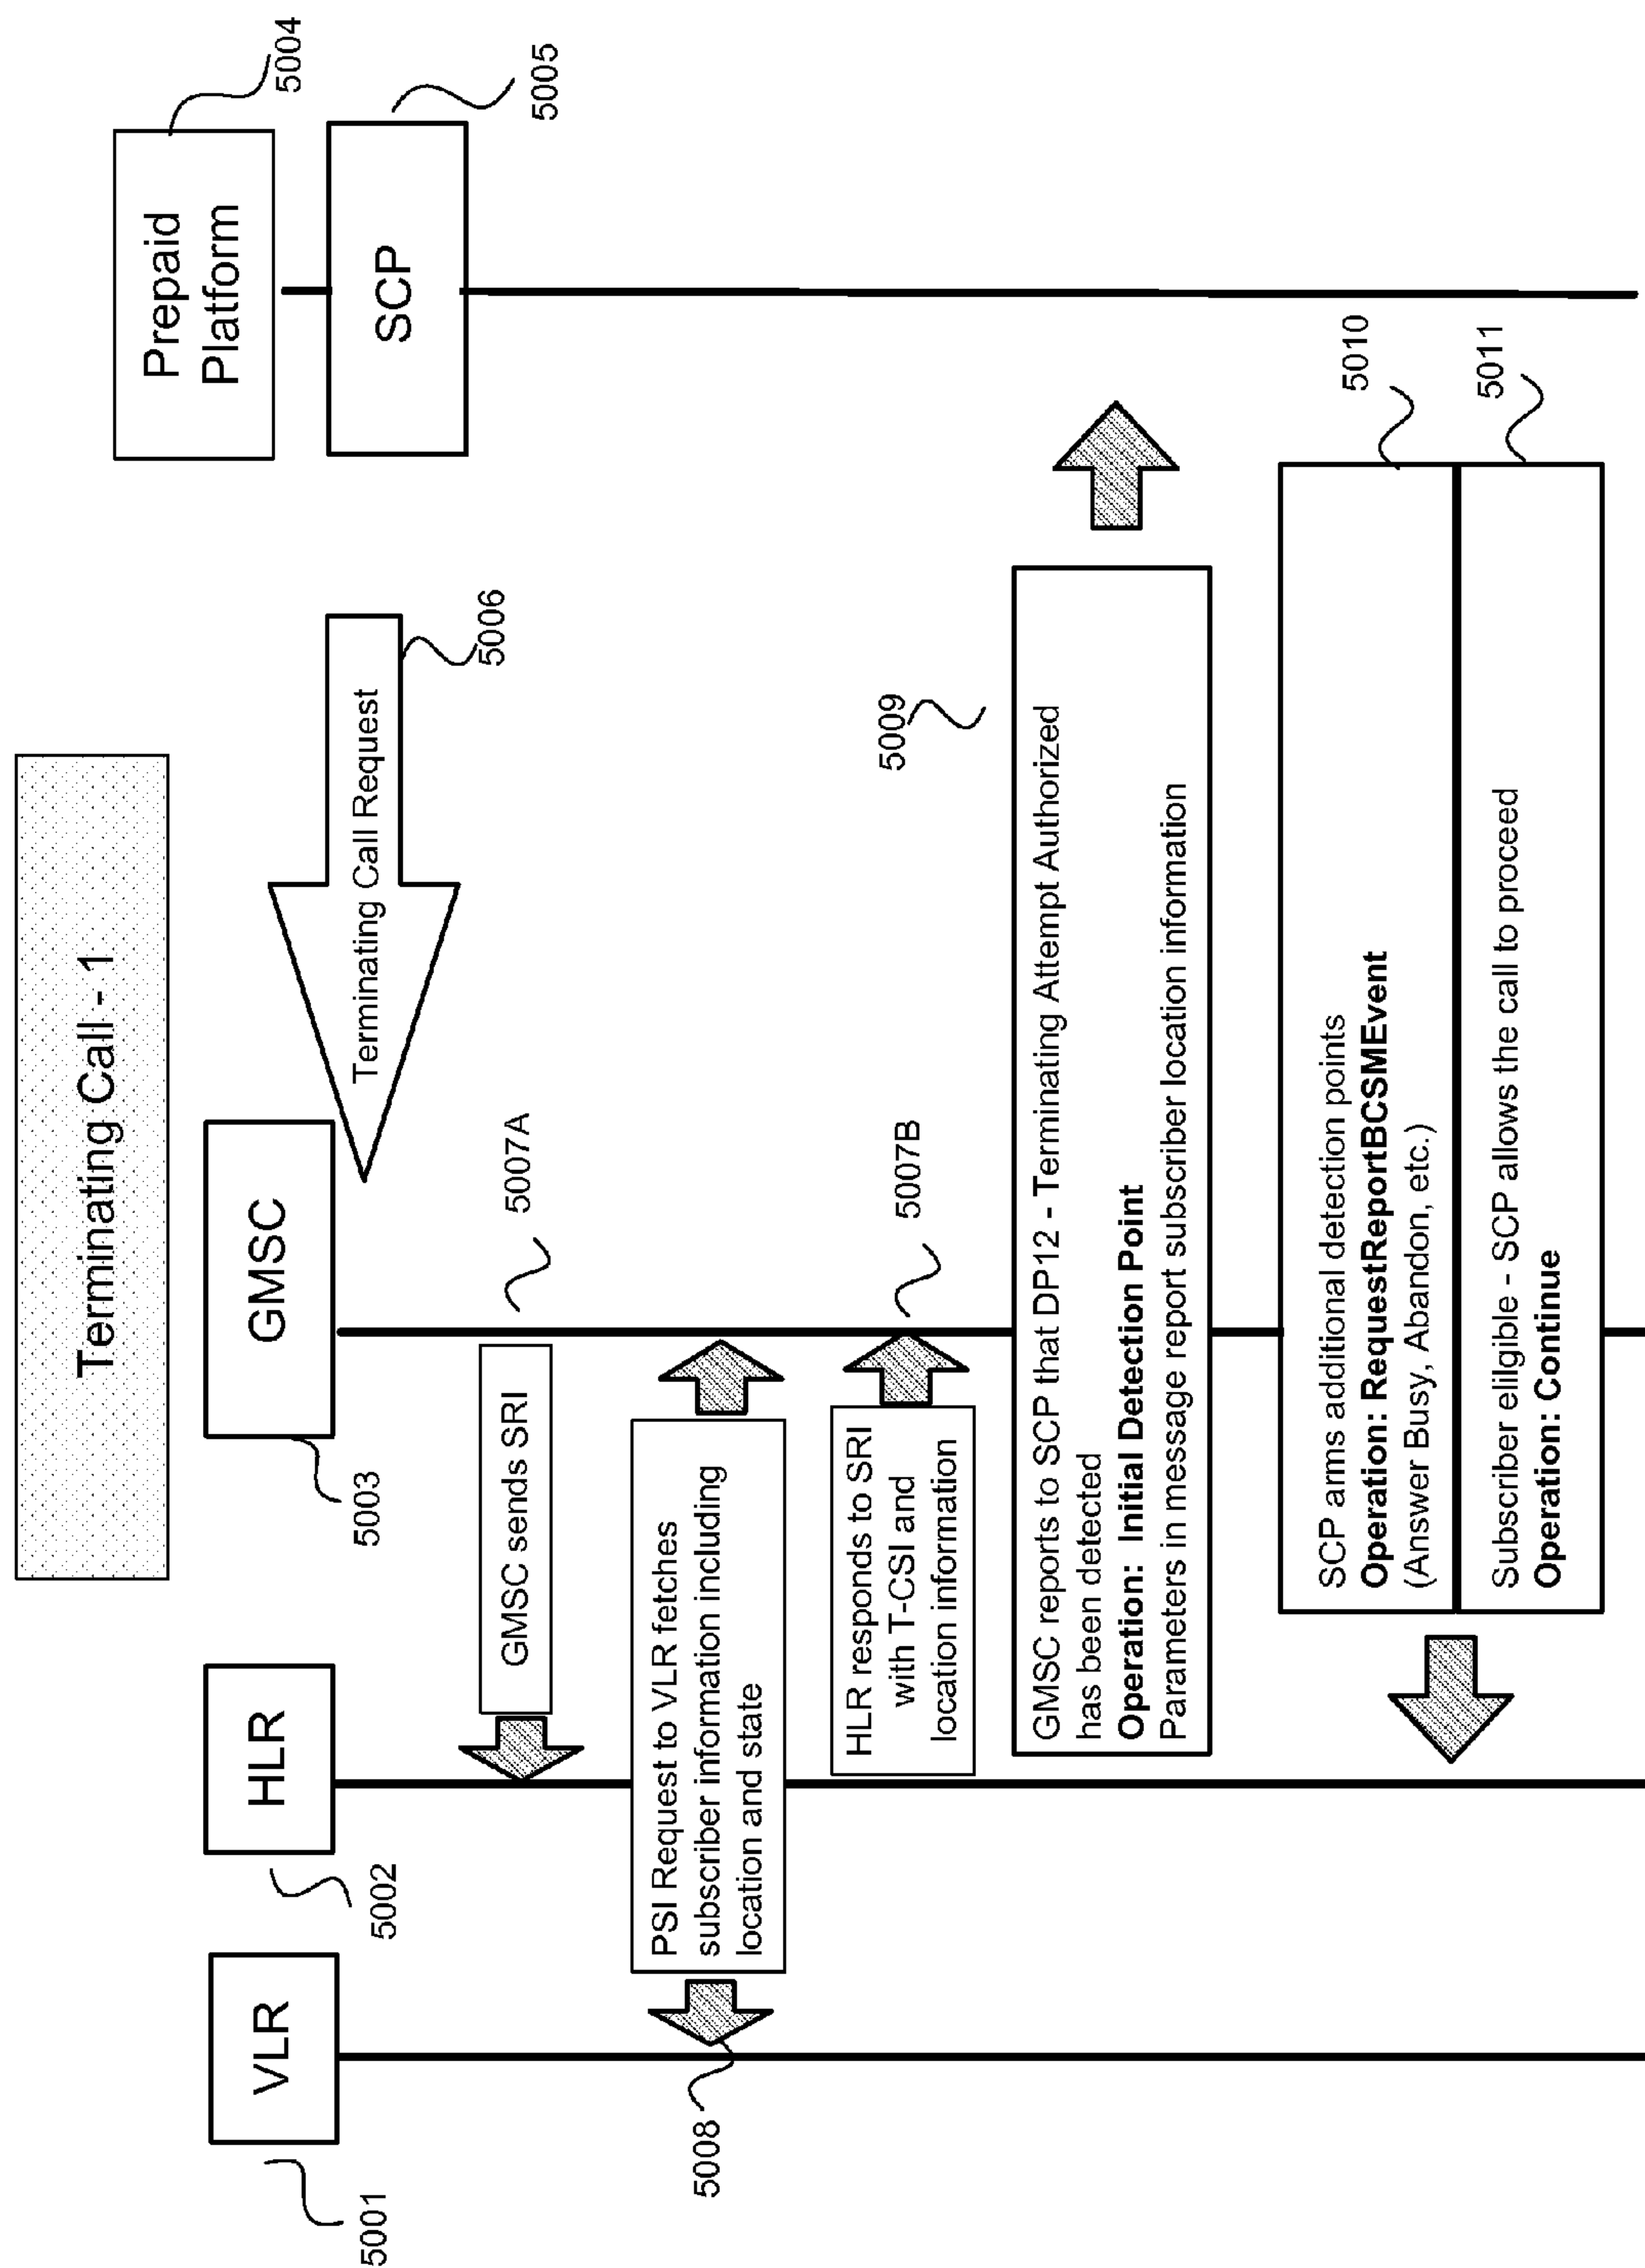 Terminating Call - 1
Prepaid
Platform
5004
VLR
HLR
GMSC
SCP
5001
5002
5003
5005
Terminating Call Request
5006
GMSC sends SRI
5007A
PSI Request to VLR fetches
subscriber information including
location and state
5008
HLR responds to SRI
with T-CSI and
location information
5007B
5009
GMSC reports to SCP that DP12 - Terminating Attempt Authorized
has been detected
Operation: Initial Detection Point
Parameters in message report subscriber location information
SCP arms additional detection points
Operation: RequestReportBCSMEvent
(Answer Busy, Abandon, etc.)
5010
Subscriber eliligible - SCP allows the call to proceed
Operation: Continue
5011